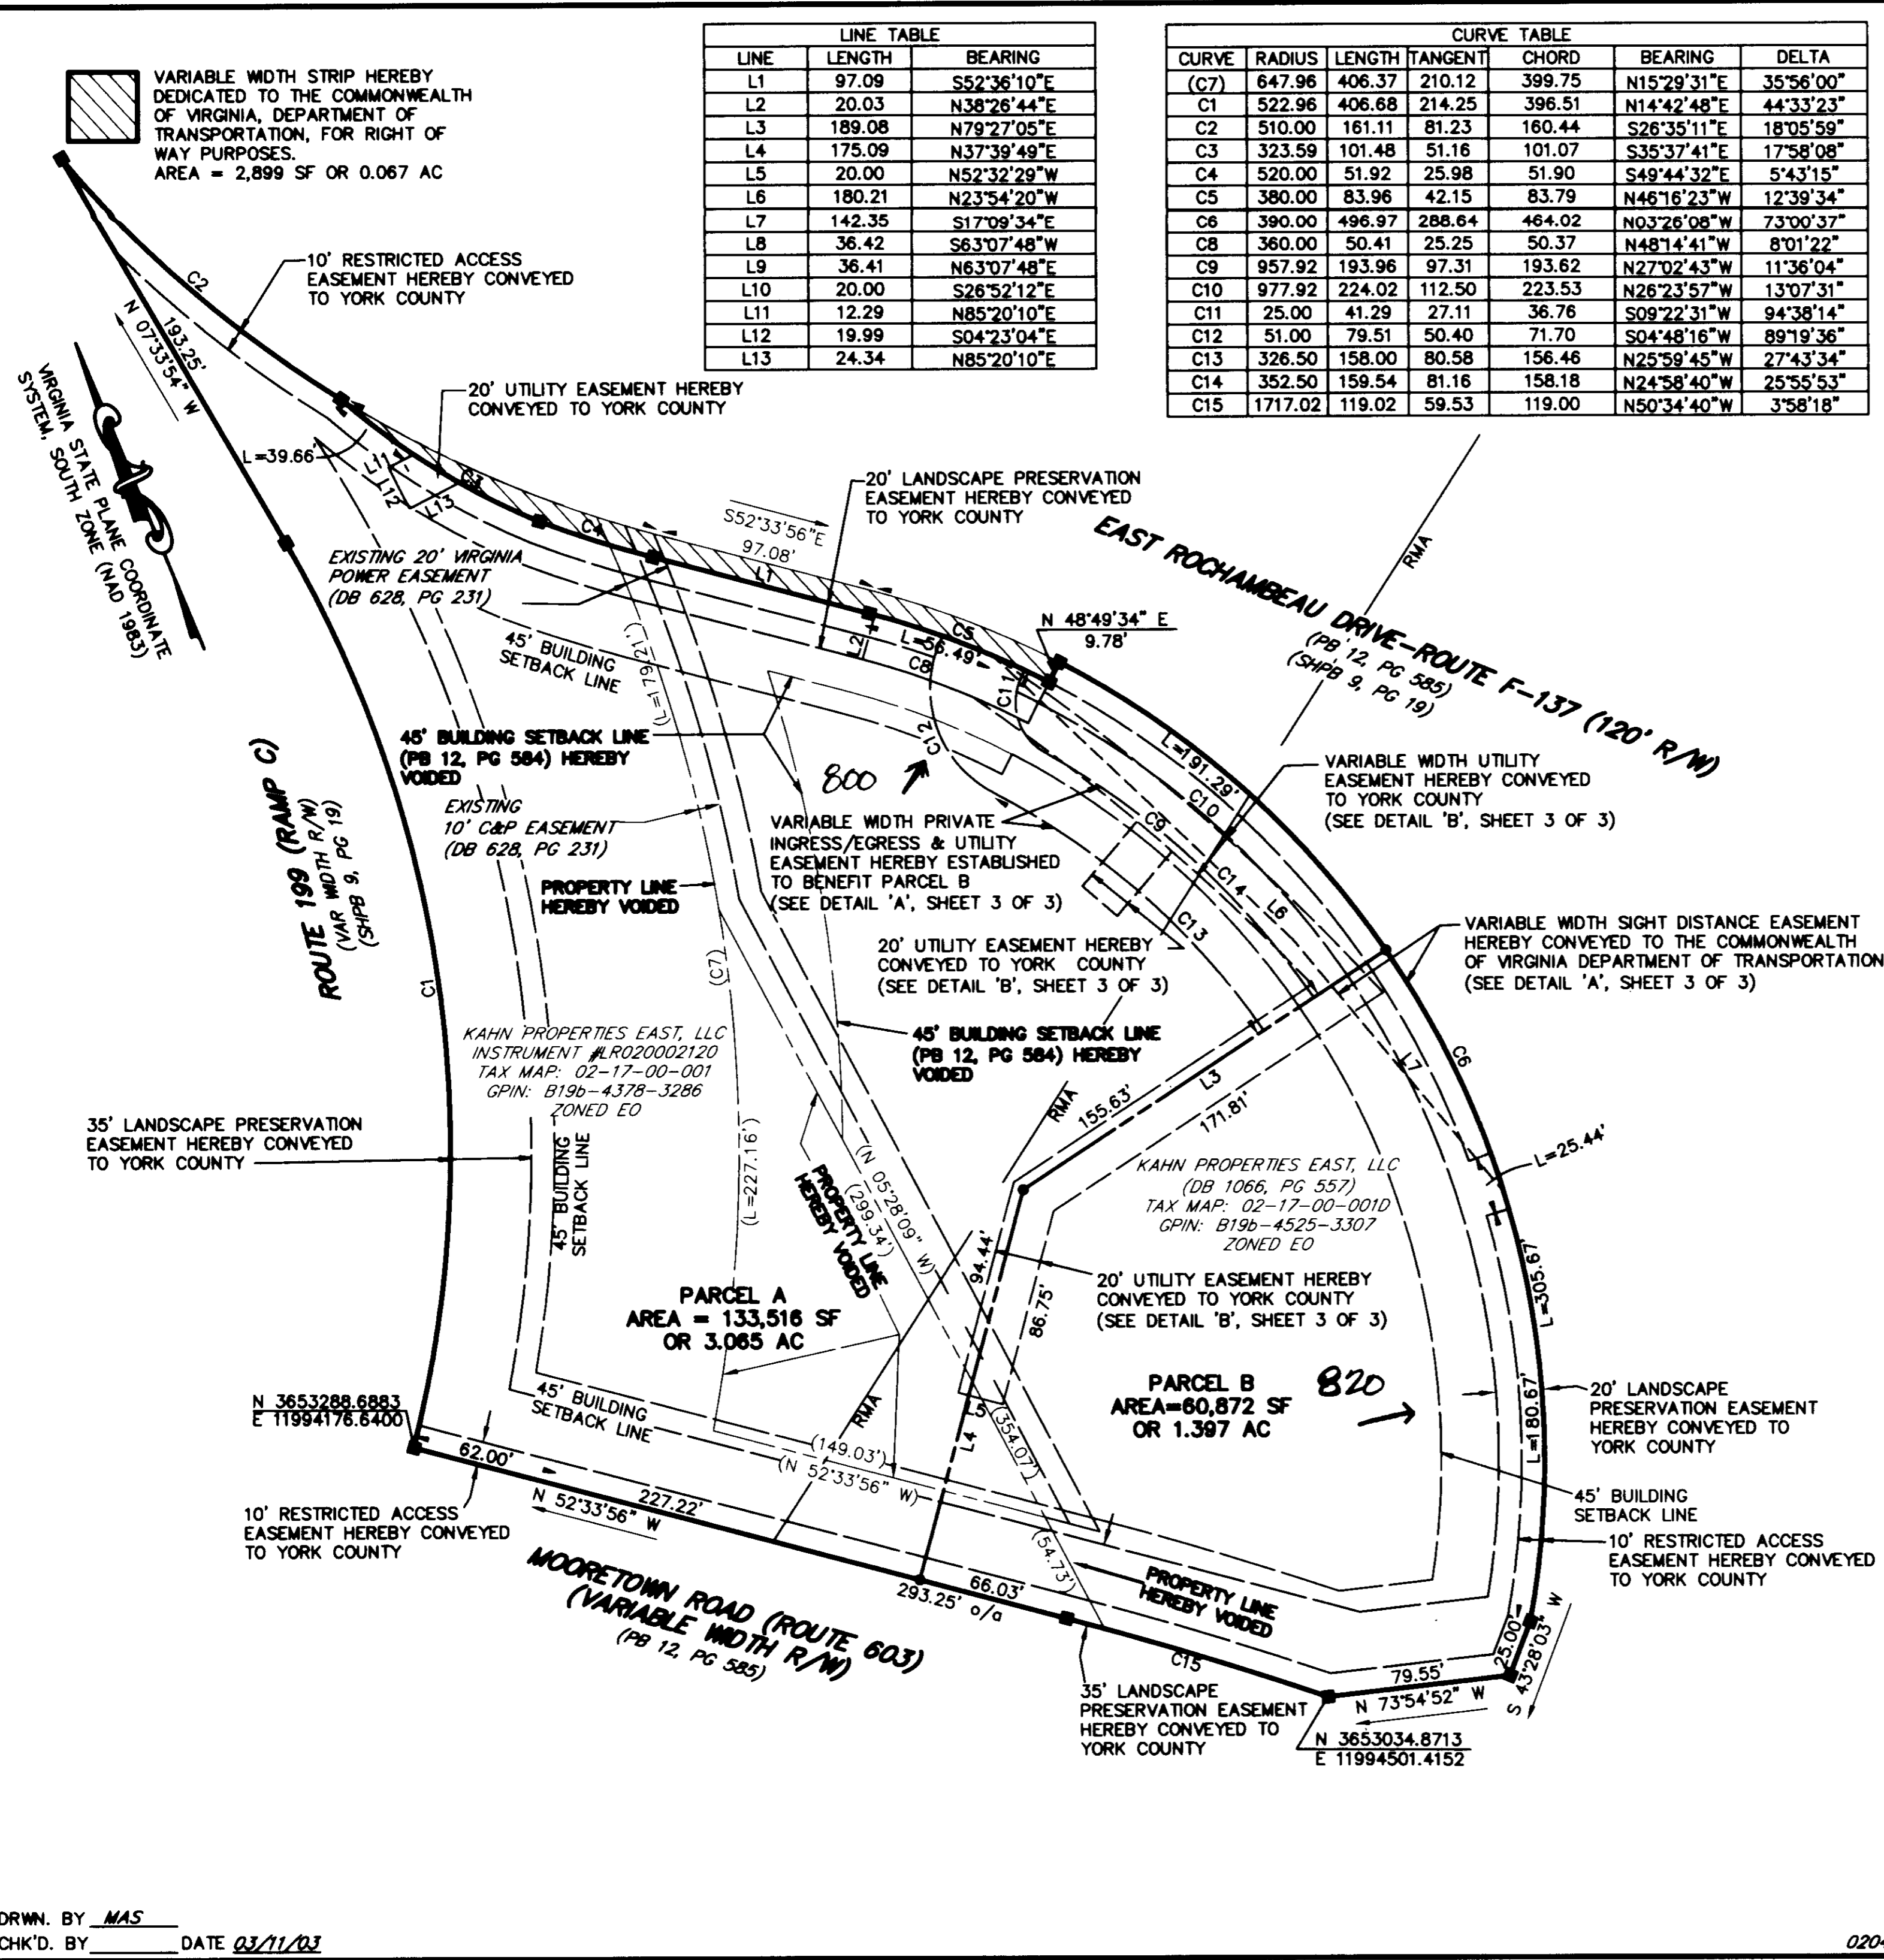 VARIABLE WIDTH STRIP HEREBY
DEDICATED TO THE COMMONWEALTH
OF VIRGINIA, DEPARTMENT OF
TRANSPORTATION, FOR RIGHT OF
WAY PURPOSES.
AREA = 2,899 SF OR 0.067 AC
LINE TABLE
LINE LENGTH BEARING
L1 97.09 S52°36'10"E
L2 20.03 N38°26'44"E
L3 189.08 N79°27'05"E
L4 175.09 N37°39'49"E
L5 20.00 N52°32'29"W
L6 180.21 N23°54'20"W
L7 142.35 S17°09'34"E
L8 36.42 S63°07'48"W
L9 36.41 N63°07'48"E
L10 20.00 S26°52'12"E
L11 12.29 N85°20'10"E
L12 19.99 S04°23'04"E
L13 24.34 N85°20'10"E
CURVE TABLE
CURVE RADIUS LENGTH TANGENT CHORD BEARING DELTA
(C7) 647.96 406.37 210.12 399.75 N15°29'31"E 35°56'00"
C1 522.96 406.68 214.25 396.51 N14°42'48"E 44°33'23"
C2 510.00 161.11 81.23 160.44 S26°35'11"E 18°05'59"
C3 323.59 101.48 51.16 101.07 S35°37'41"E 17°58'08"
C4 520.00 51.92 25.98 51.90 S49°44'32"E 5°43'15"
C5 380.00 83.96 42.15 83.79 N46°16'23"W 12°39'34"
C6 390.00 496.97 288.64 464.02 N03°26'08"W 73°00'37"
C8 360.00 50.41 25.25 50.37 N48°14'41"W 8°01'22"
C9 957.92 193.96 97.31 193.62 N27°02'43"W 11°36'04"
C10 977.92 224.02 112.50 223.53 N26°23'57"W 13°07'31"
C11 25.00 41.29 27.11 36.76 S09°22'31"W 94°38'14"
C12 51.00 79.51 50.40 71.70 S04°48'16"W 89°19'36"
C13 326.50 158.00 80.58 156.46 N25°59'45"W 27°43'34"
C14 352.50 159.54 81.16 158.18 N24°58'40"W 25°55'53"
C15 1717.02 119.02 59.53 119.00 N50°34'40"W 3°58'18"
10' RESTRICTED ACCESS
EASEMENT HEREBY CONVEYED
TO YORK COUNTY
C2
193.25'
N 07°33'54" W
VIRGINIA STATE PLANE COORDINATE
SYSTEM, SOUTH ZONE (NAD 1983)
20' UTILITY EASEMENT HEREBY
CONVEYED TO YORK COUNTY
L=39.66'
L11
L12
L13
C3
C4
S52°33'56"E
97.08'
L1
20' LANDSCAPE PRESERVATION
EASEMENT HEREBY CONVEYED
TO YORK COUNTY
EAST ROCHAMBEAU DRIVE-ROUTE F-137 (120' R/W)
(PB 12, PG 585)
(SHPB 9, PG 19)
RMA
EXISTING 20' VIRGINIA
POWER EASEMENT
(DB 628, PG 231)
45' BUILDING
SETBACK LINE
(L=179.21')
L2
L=56.49'
C5
C8
C11
N 48°49'34" E
9.78'
45' BUILDING SETBACK LINE
(PB 12, PG 584) HEREBY
VOIDED
800
C12
L=191.29'
C10
C9
VARIABLE WIDTH UTILITY
EASEMENT HEREBY CONVEYED
TO YORK COUNTY
(SEE DETAIL 'B', SHEET 3 OF 3)
EXISTING
10' C&P EASEMENT
(DB 628, PG 231)
VARIABLE WIDTH PRIVATE
INGRESS/EGRESS & UTILITY
EASEMENT HEREBY ESTABLISHED
TO BENEFIT PARCEL B
(SEE DETAIL 'A', SHEET 3 OF 3)
ROUTE 199 (RAMP C)
(VAR WIDTH R/W)
(SHPB 9, PG 19)
C1
PROPERTY LINE
HEREBY VOIDED
C14
L6
C13
VARIABLE WIDTH SIGHT DISTANCE EASEMENT
HEREBY CONVEYED TO THE COMMONWEALTH
OF VIRGINIA DEPARTMENT OF TRANSPORTATION
(SEE DETAIL 'A', SHEET 3 OF 3)
20' UTILITY EASEMENT HEREBY
CONVEYED TO YORK COUNTY
(SEE DETAIL 'B', SHEET 3 OF 3)
(C7)
KAHN PROPERTIES EAST, LLC
INSTRUMENT #LR020002120
TAX MAP: 02-17-00-001
GPIN: B19b-4378-3286
ZONED EO
45' BUILDING SETBACK LINE
(PB 12, PG 584) HEREBY
VOIDED
L7
C6
L3
155.63'
171.81'
RMA
35' LANDSCAPE PRESERVATION
EASEMENT HEREBY CONVEYED
TO YORK COUNTY
45' BUILDING
SETBACK LINE
(L=227.16')
PROPERTY LINE
HEREBY VOIDED
(N 05°28'09" W)
(299.34')
L=25.44'
KAHN PROPERTIES EAST, LLC
(DB 1066, PG 557)
TAX MAP: 02-17-00-001D
GPIN: B19b-4525-3307
ZONED EO
94.44'
86.75'
20' UTILITY EASEMENT HEREBY
CONVEYED TO YORK COUNTY
(SEE DETAIL 'B', SHEET 3 OF 3)
L=305.67'
PARCEL A
AREA = 133,516 SF
OR 3.065 AC
RMA
PARCEL B
AREA=60,872 SF
OR 1.397 AC
820
L=180.67'
20' LANDSCAPE
PRESERVATION EASEMENT
HEREBY CONVEYED TO
YORK COUNTY
N 3653288.6883
E 11994176.6400
45' BUILDING
SETBACK LINE
L5
L4
(354.07')
(149.03')
(N 52°33'56" W)
62.00'
227.22'
N 52°33'56" W
10' RESTRICTED ACCESS
EASEMENT HEREBY CONVEYED
TO YORK COUNTY
45' BUILDING
SETBACK LINE
10' RESTRICTED ACCESS
EASEMENT HEREBY CONVEYED
TO YORK COUNTY
(54.73')
66.03'
293.25' o/a
PROPERTY LINE
HEREBY VOIDED
MOORETOWN ROAD (ROUTE 603)
(VARIABLE WIDTH R/W)
(PB 12, PG 585)
C15
25.00'
S 43°28'03" W
79.55'
N 73°54'52" W
35' LANDSCAPE
PRESERVATION EASEMENT
HEREBY CONVEYED TO
YORK COUNTY
N 3653034.8713
E 11994501.4152
DRWN. BY MAS
CHK'D. BY DATE 03/11/03